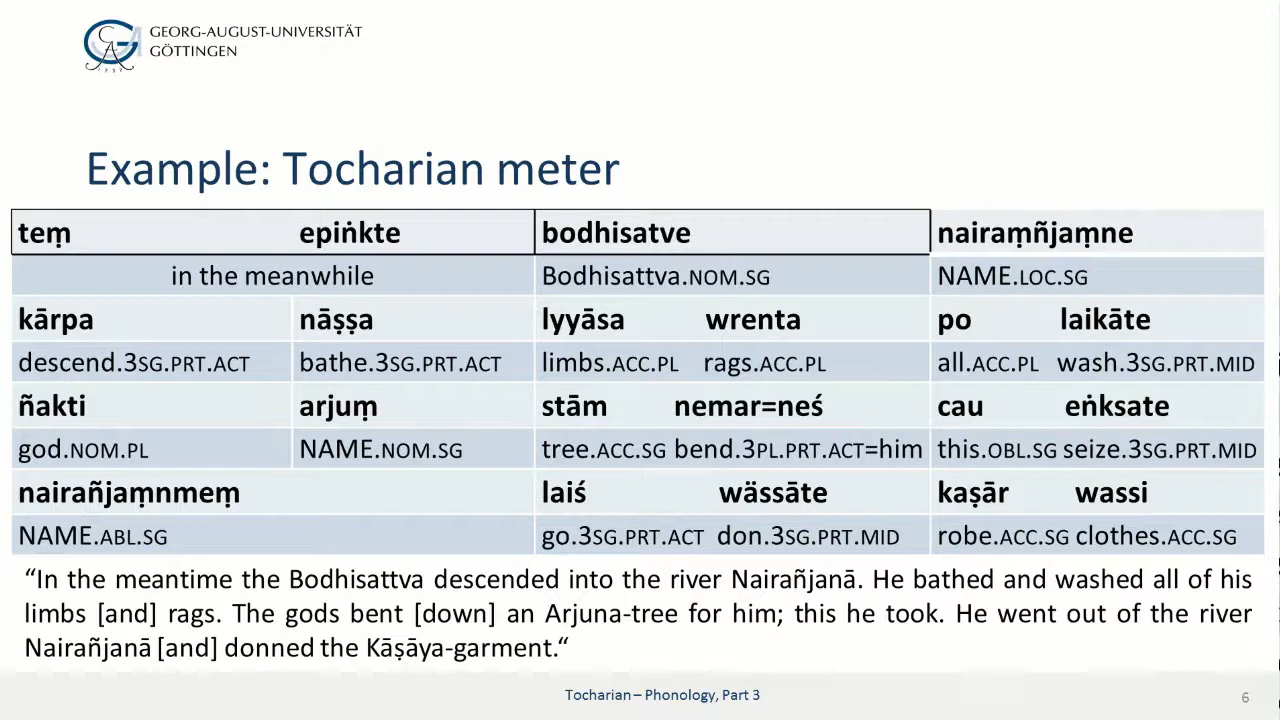 GEORG-AUGUST-UNIVERSITÄT
GÖTTINGEN
Example: Tocharian meter
teṃ epiṅkte bodhisatve nairaṃñjaṃne
in the meanwhile Bodhisattva.NOM.SG NAME.LOC.SG
kārpa nāṣṣa lyyāsa wrenta po laikāte
descend.3SG.PRT.ACT bathe.3SG.PRT.ACT limbs.ACC.PL rags.ACC.PL all.ACC.PL wash.3SG.PRT.MID
ñakti arjuṃ stām nemar=neś cau eṅksate
god.NOM.PL NAME.NOM.SG tree.ACC.SG bend.3PL.PRT.ACT=him this.OBL.SG seize.3SG.PRT.MID
nairañjaṃnmeṃ laiś wässāte kaṣār wassi
NAME.ABL.SG go.3SG.PRT.ACT don.3SG.PRT.MID robe.ACC.SG clothes.ACC.SG
“In the meantime the Bodhisattva descended into the river Nairañjanā. He bathed and washed all of his
limbs [and] rags. The gods bent [down] an Arjuna-tree for him; this he took. He went out of the river
Nairañjanā [and] donned the Kāṣāya-garment.“
Tocharian – Phonology, Part 3
6